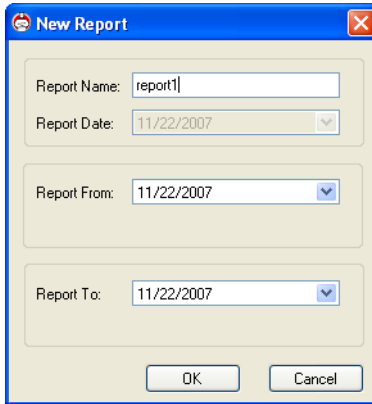 New Report
Report Name: report1
Report Date: 11/22/2007
Report From: 11/22/2007
Report To: 11/22/2007
OK Cancel